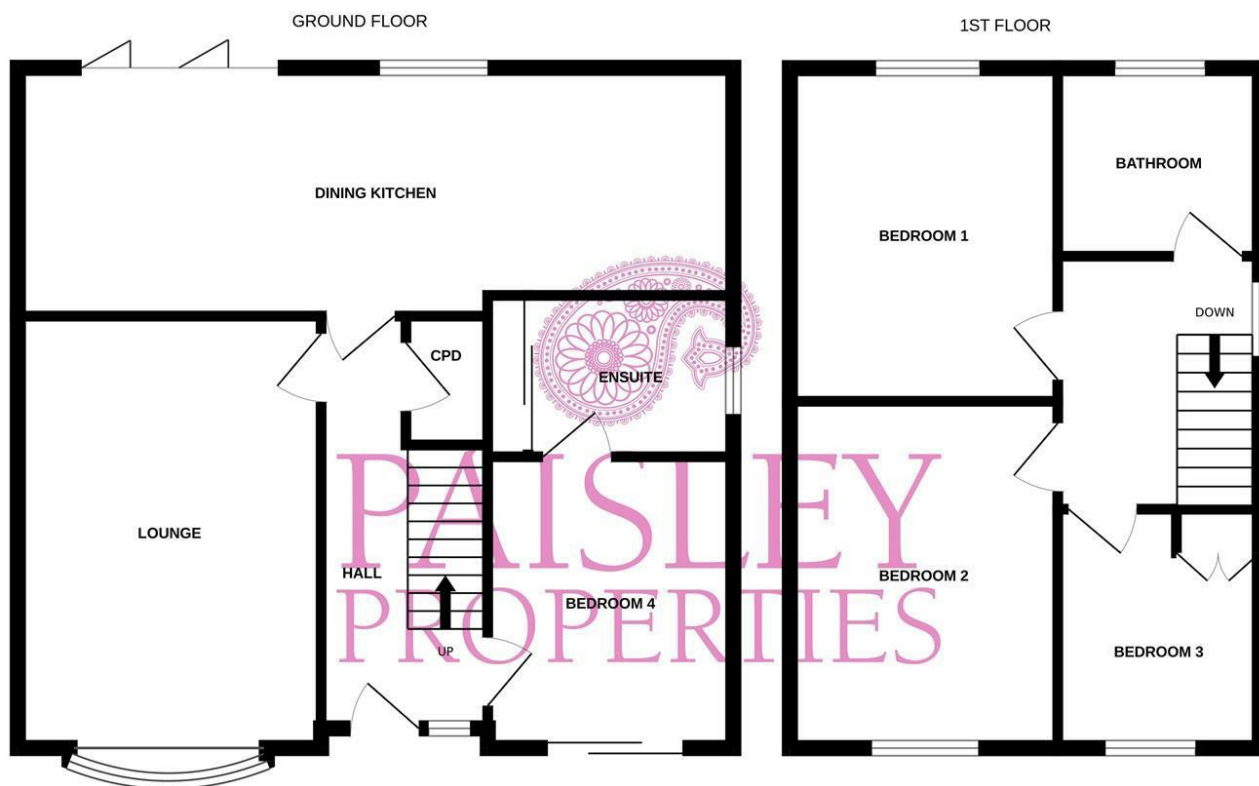 GROUND FLOOR
DINING KITCHEN
CPD
ENSUITE
LOUNGE
HALL
BEDROOM 4
UP
PAISLEY
PROPERTIES
1ST FLOOR
BATHROOM
BEDROOM 1
DOWN
BEDROOM 2
BEDROOM 3